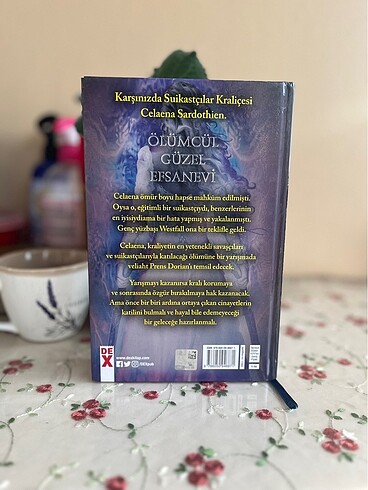 Karşınızda Suikastçılar Kraliçesi
Celaena Sardothien.
ÖLÜMCÜL
GÜZEL
EFSANEVİ
Celaena ömür boyu hapse mahkûm edilmişti.
Oysa o, eğitimli bir suikastçıydı, benzerlerinin
en iyisiydi ama bir hata yapmış ve yakalanmıştı.
Genç yüzbaşı Westfall ona bir teklifle geldi.
Celaena, kraliyetin en yetenekli savaşçıları
ve suikastçılarıyla katılacağı ölümüne bir yarışmada
veliaht Prens Dorian'ı temsil edecek.
Yarışmayı kazanırsa kralı korumaya
ve sonrasında özgür bırakılmaya hak kazanacak.
Ama önce bir biri ardına ortaya çıkan cinayetlerin
katilini bulmalı ve hayal bile edemeyeceği
bir geleceğe hazırlanmalı.
DEX
www.dexkitap.com